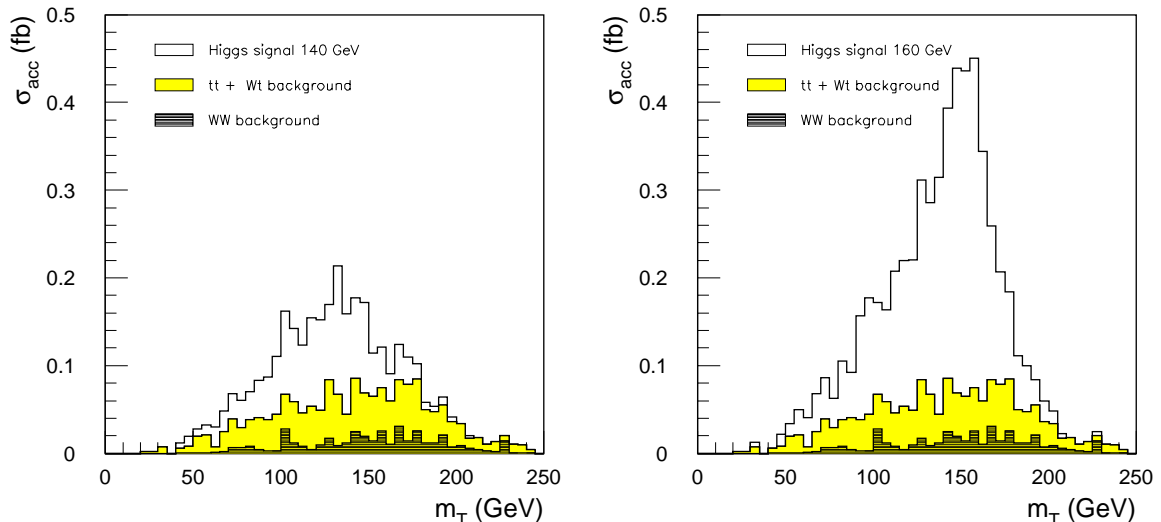 σacc (fb)
0.5
0.4
0.3
0.2
0.1
0
Higgs signal 140 GeV
tt + Wt background
WW background
0 50 100 150 200 250
mT (GeV)
σacc (fb)
0.5
0.4
0.3
0.2
0.1
0
Higgs signal 160 GeV
tt + Wt background
WW background
0 50 100 150 200 250
mT (GeV)